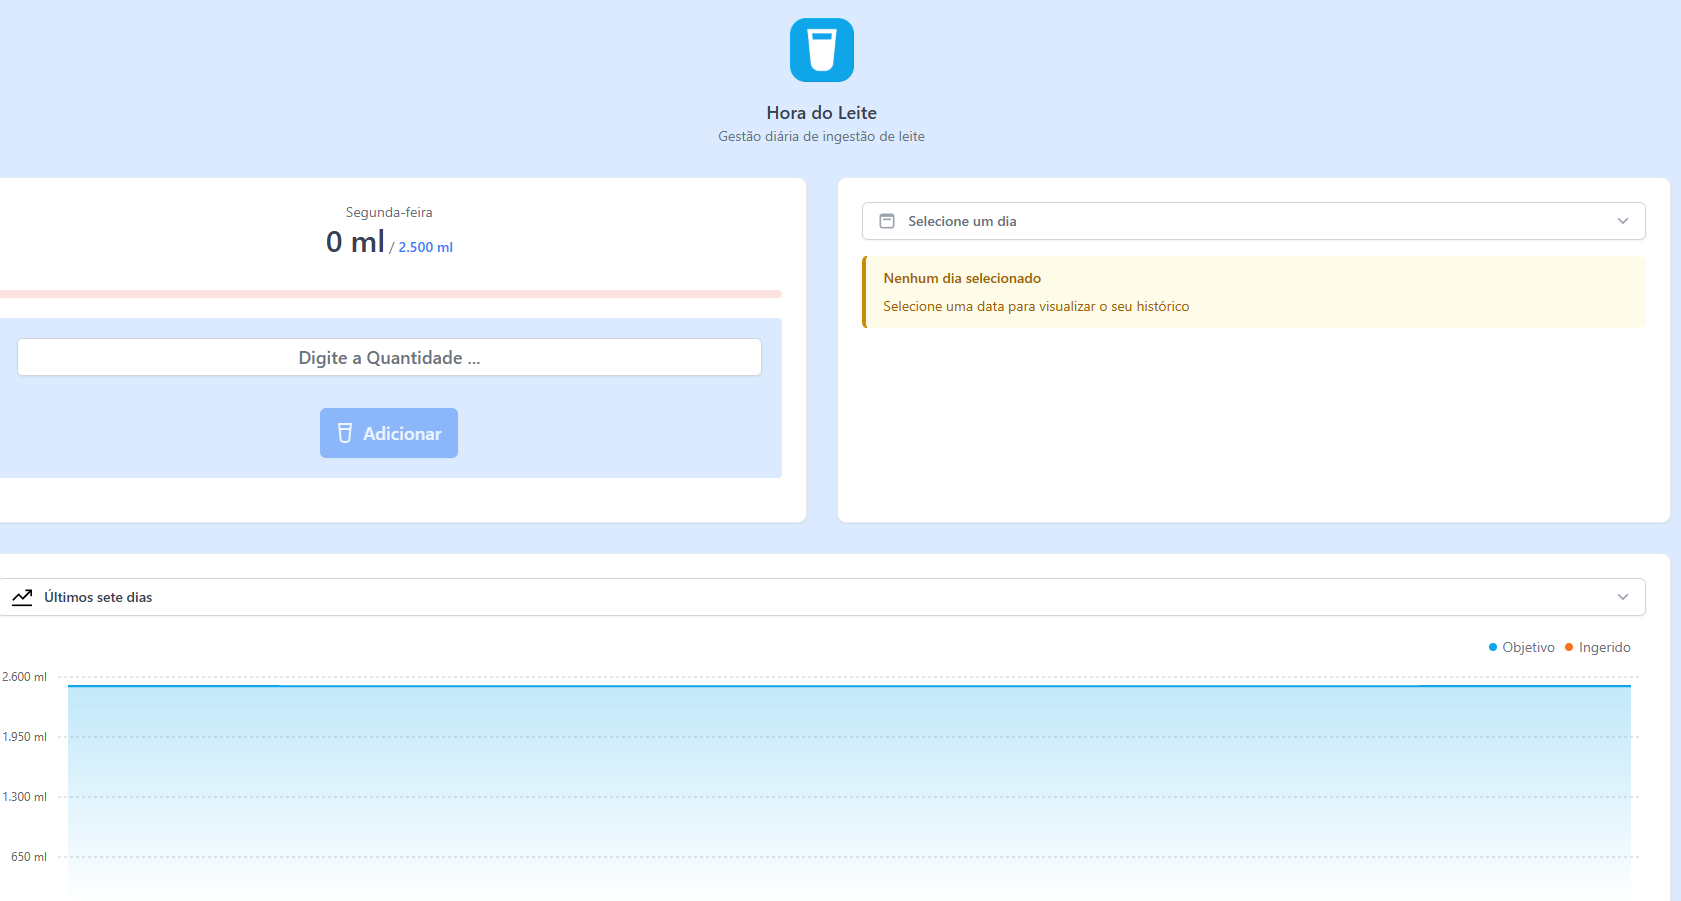 Hora do Leite
Gestão diária de ingestão de leite
Segunda-feira
0 ml / 2.500 ml
Digite a Quantidade ...
Adicionar
Selecione um dia
Nenhum dia selecionado
Selecione uma data para visualizar o seu histórico
Últimos sete dias
Objetivo Ingerido
2.600 ml
1.950 ml
1.300 ml
650 ml